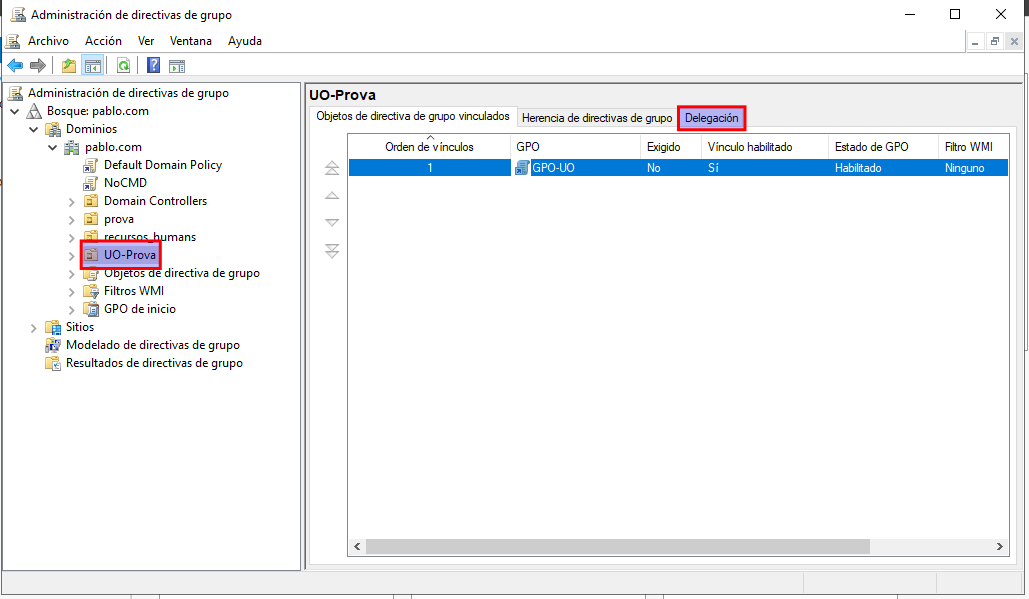 Administración de directivas de grupo
Archivo Acción Ver Ventana Ayuda
Administración de directivas de grupo
Bosque: pablo.com
Dominios
pablo.com
Default Domain Policy
NoCMD
Domain Controllers
prova
recursos_humans
UO-Prova
Objetos de directiva de grupo
Filtros WMI
GPO de inicio
Sitios
Modelado de directivas de grupo
Resultados de directivas de grupo
UO-Prova
Objetos de directiva de grupo vinculados Herencia de directivas de grupo Delegación
Orden de vínculos GPO Exigido Vínculo habilitado Estado de GPO Filtro WMI
1 GPO-UO No Sí Habilitado Ninguno